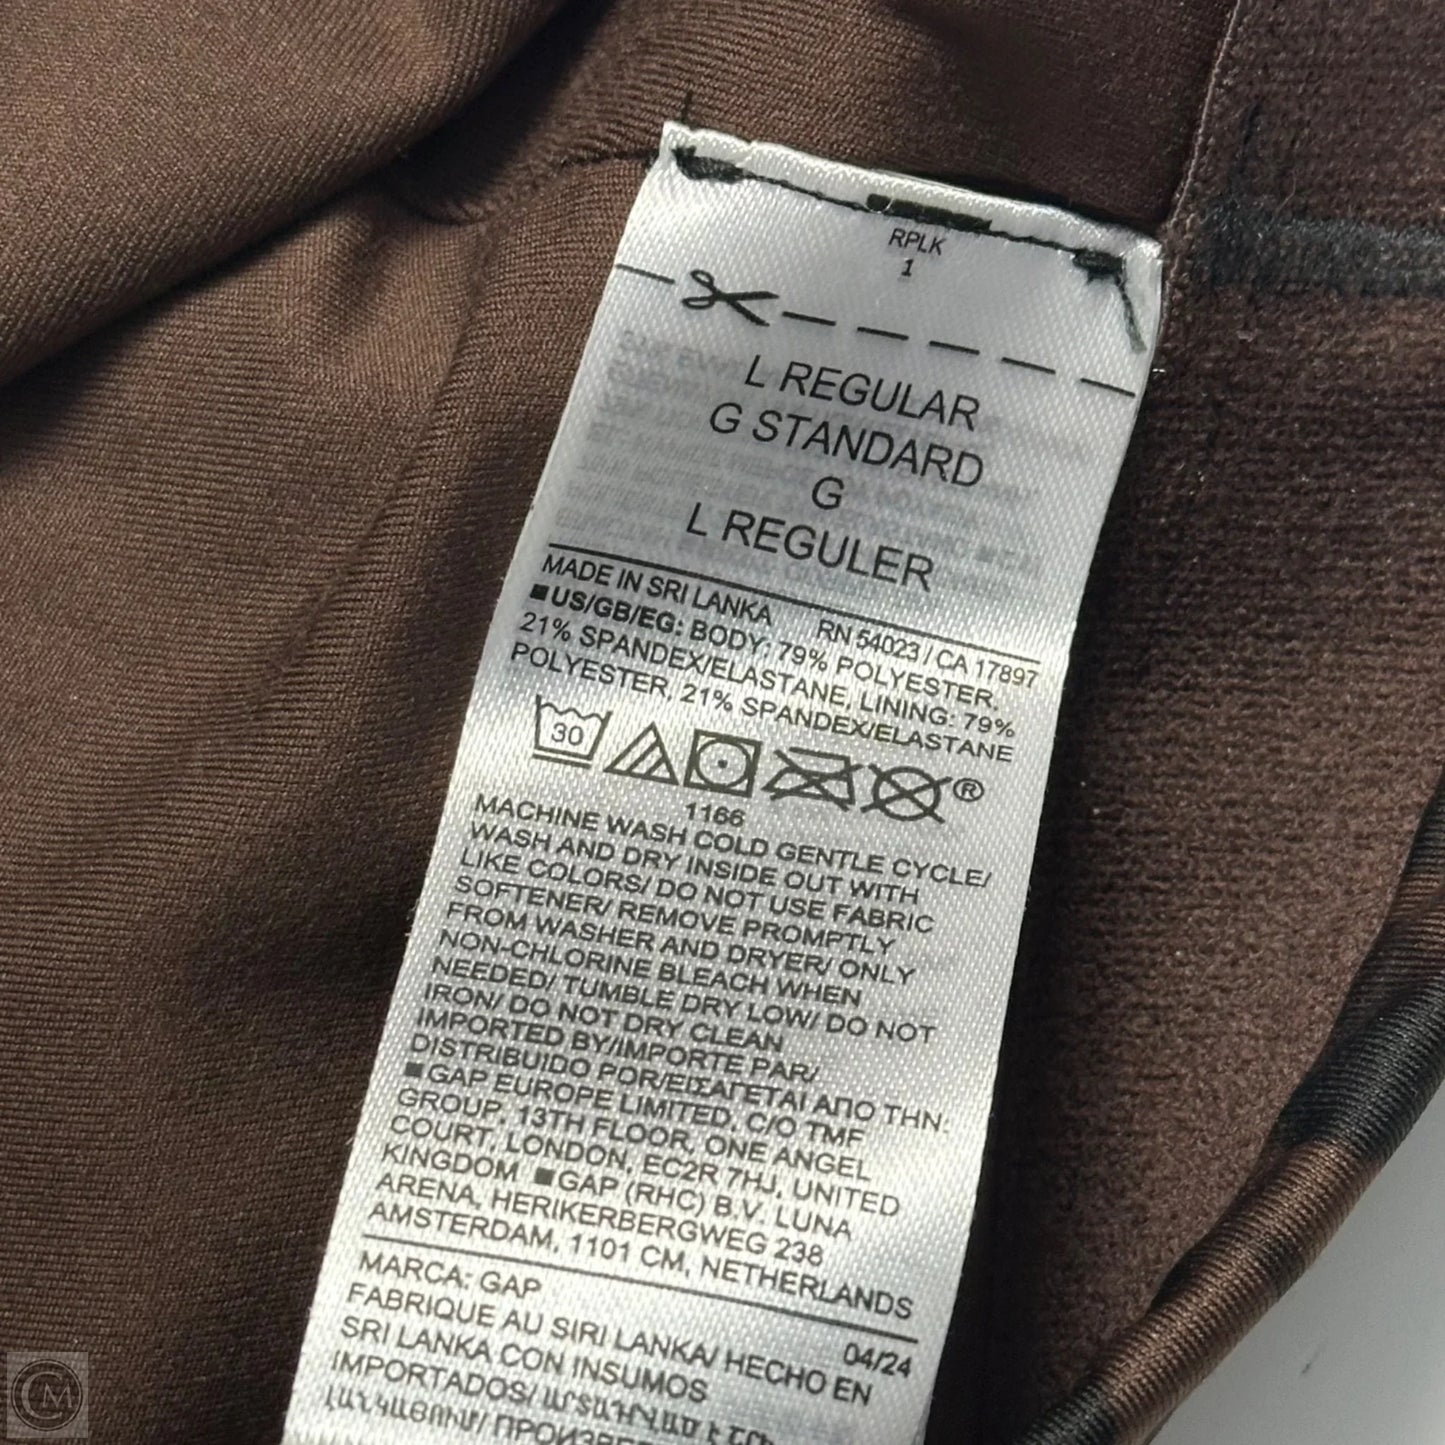 RPLK
1
L REGULAR
G STANDARD
G
L REGULER
MADE IN SRI LANKA RN 54023 / CA 17897
■US/GB/EG: BODY: 79% POLYESTER.
21% SPANDEX/ELASTANE, LINING: 79%
POLYESTER, 21% SPANDEX/ELASTANE
30
®
1166
MACHINE WASH COLD GENTLE CYCLE/
WASH AND DRY INSIDE OUT WITH
LIKE COLORS/ DO NOT USE FABRIC
SOFTENER/ REMOVE PROMPTLY
FROM WASHER AND DRYER/ ONLY
NON-CHLORINE BLEACH WHEN
NEEDED/ TUMBLE DRY LOW/ DO NOT
IRON/ DO NOT DRY CLEAN
IMPORTED BY/IMPORTE PAR/
DISTRIBUIDO POR/ΕΙΣΑΓΕΤΑΙ ΑΠΟ ΤΗΝ:
■GAP EUROPE LIMITED, C/O TMF
GROUP, 13TH FLOOR, ONE ANGEL
COURT, LONDON, EC2R 7HJ, UNITED
KINGDOM ■GAP (RHC) B.V. LUNA
ARENA, HERIKERBERGWEG 238
AMSTERDAM, 1101 CM, NETHERLANDS
MARCA: GAP
04/24
FABRIQUE AU SIRI LANKA/ HECHO EN
SRI LANKA CON INSUMOS
IMPORTADOS/ ԱՐՏԱԴՐՎԱԾ Է ՇՐԻ
ԼԱՆԿԱՅՈՒՄ/
CM